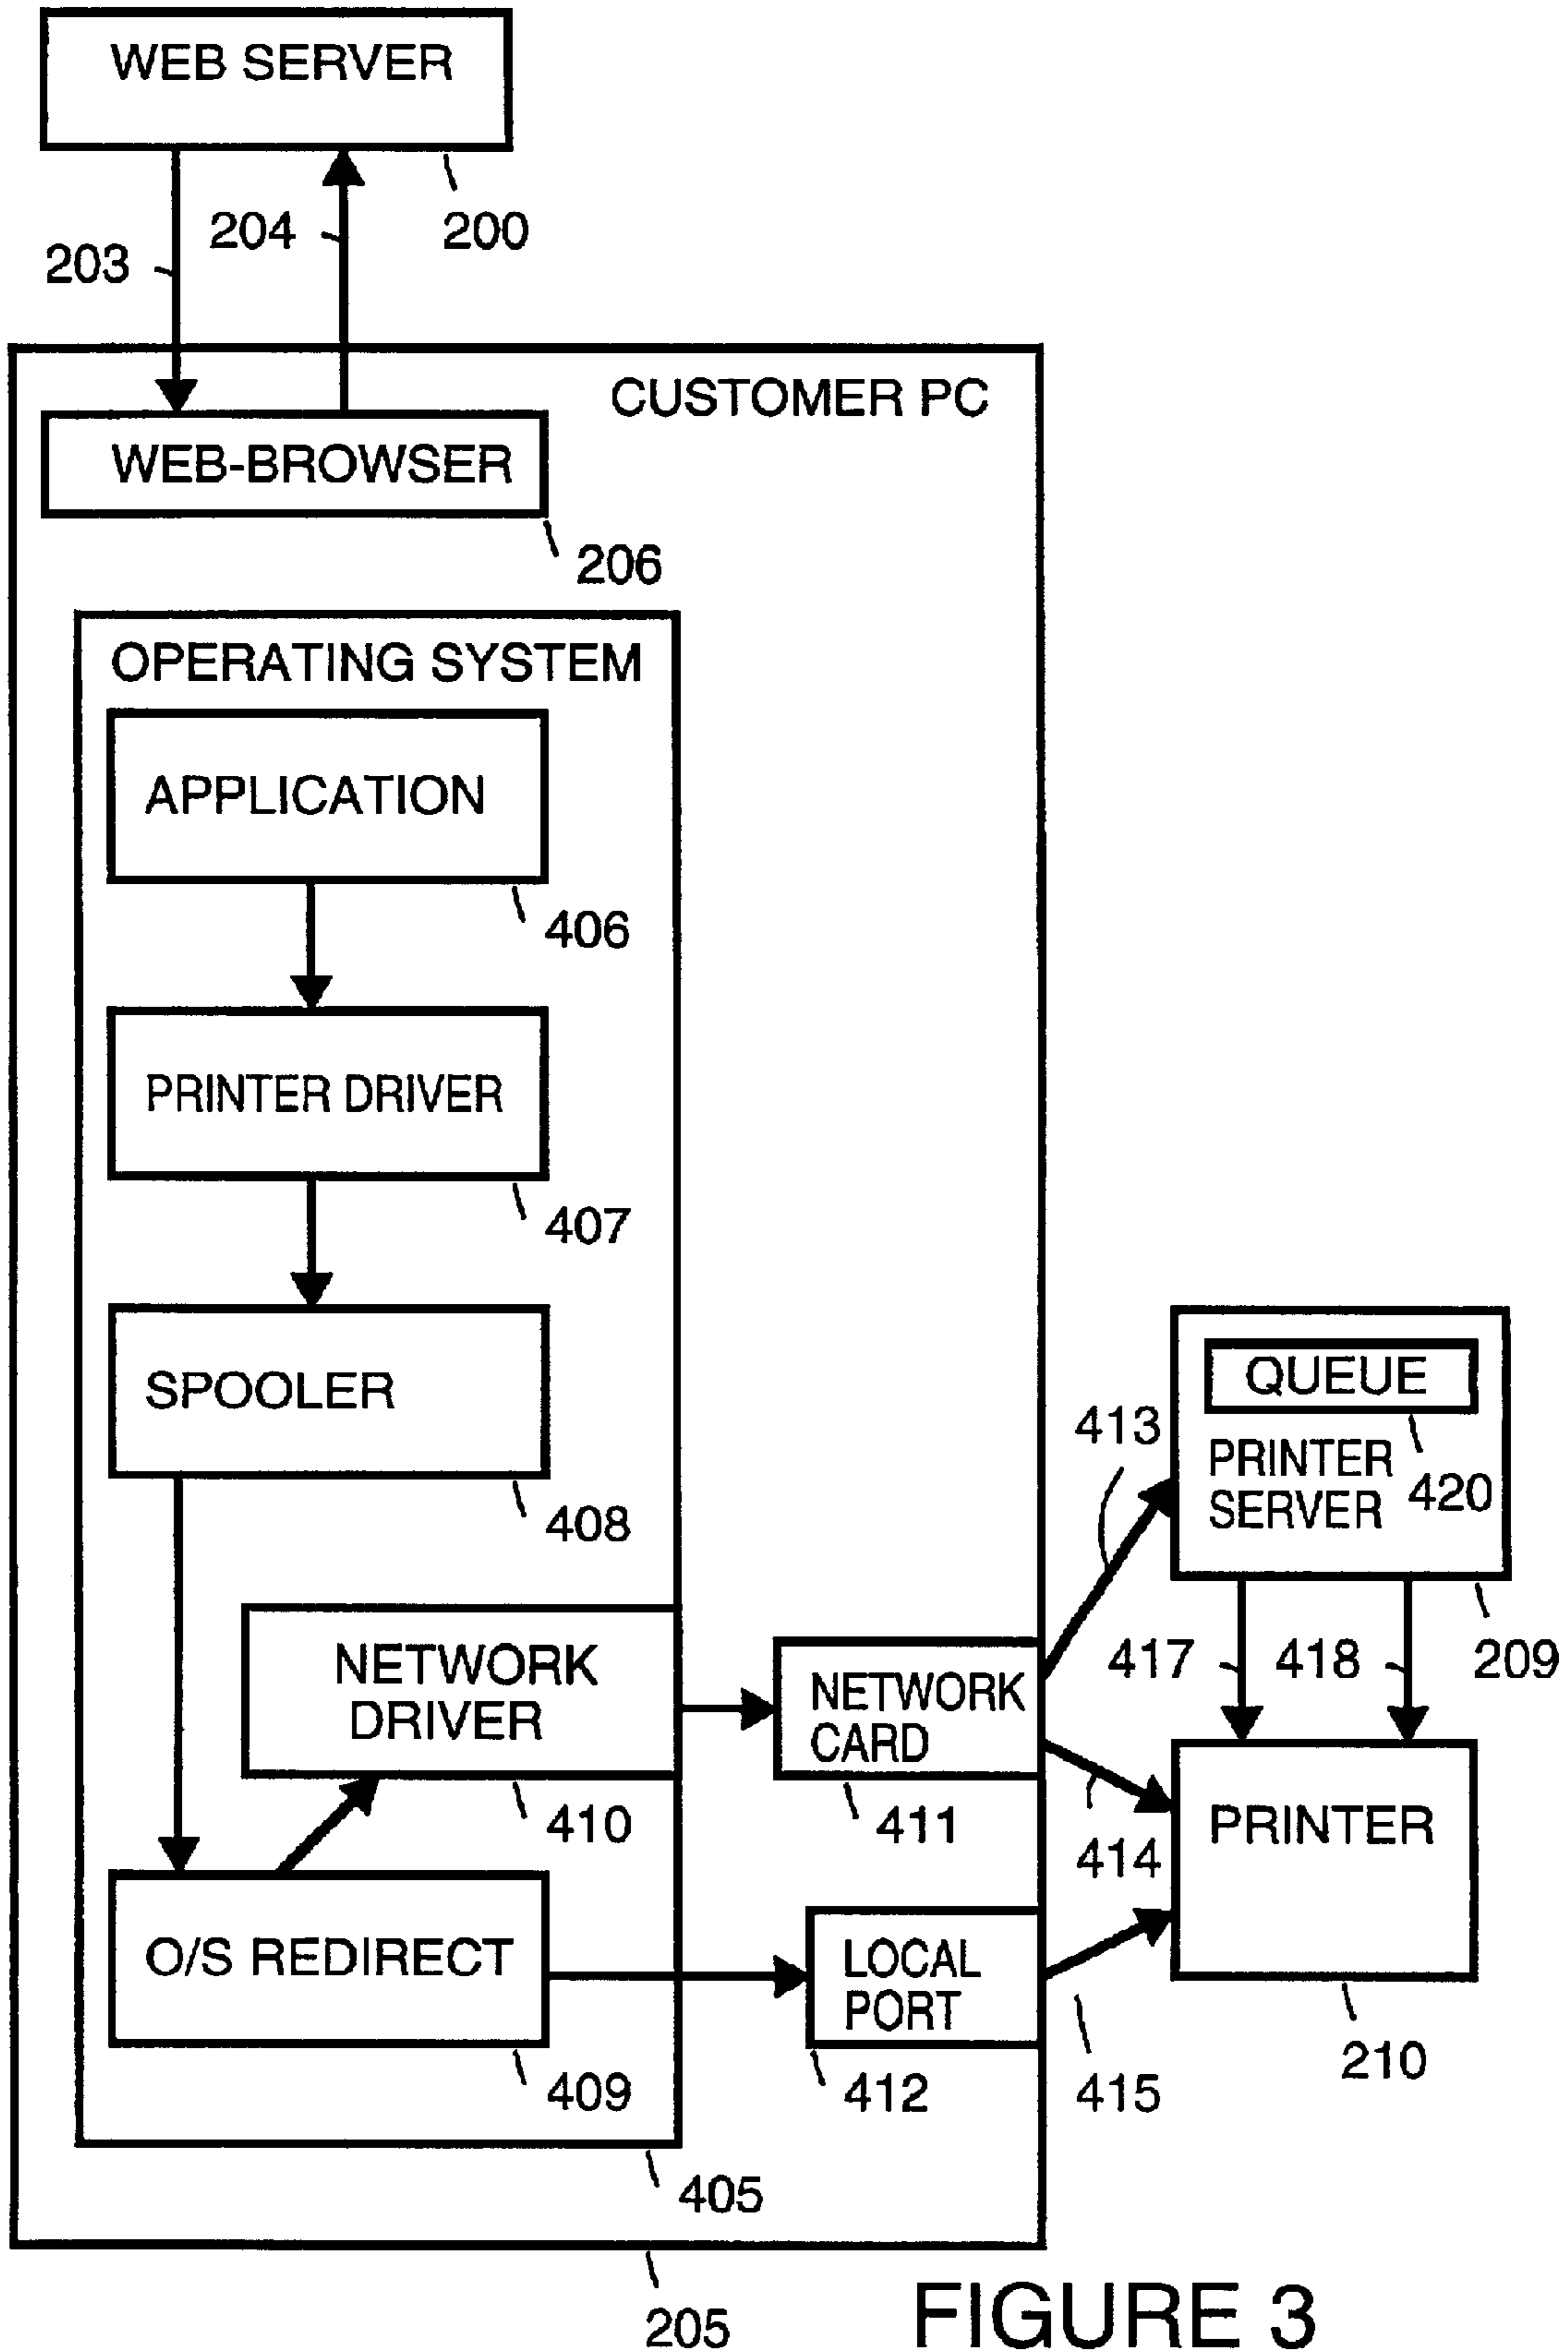 WEB SERVER
200
203
204
CUSTOMER PC
WEB-BROWSER
206
OPERATING SYSTEM
APPLICATION
406
PRINTER DRIVER
407
SPOOLER
408
NETWORK
DRIVER
410
O/S REDIRECT
409
405
205
NETWORK
CARD
411
LOCAL
PORT
412
413
414
415
QUEUE
420
PRINTER
SERVER
209
417
418
PRINTER
210
FIGURE 3